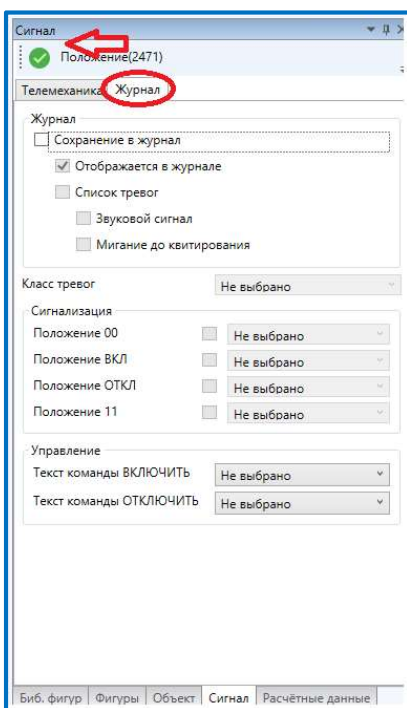 Сигнал
Положение(2471)
Телемеханика Журнал
Журнал
Сохранение в журнал
Отображается в журнале
Список тревог
Звуковой сигнал
Мигание до квитирования
Класс тревог Не выбрано
Сигнализация
Положение 00 Не выбрано
Положение ВКЛ Не выбрано
Положение ОТКЛ Не выбрано
Положение 11 Не выбрано
Управление
Текст команды ВКЛЮЧИТЬ Не выбрано
Текст команды ОТКЛЮЧИТЬ Не выбрано
Биб. фигур Фигуры Объект Сигнал Расчётные данные